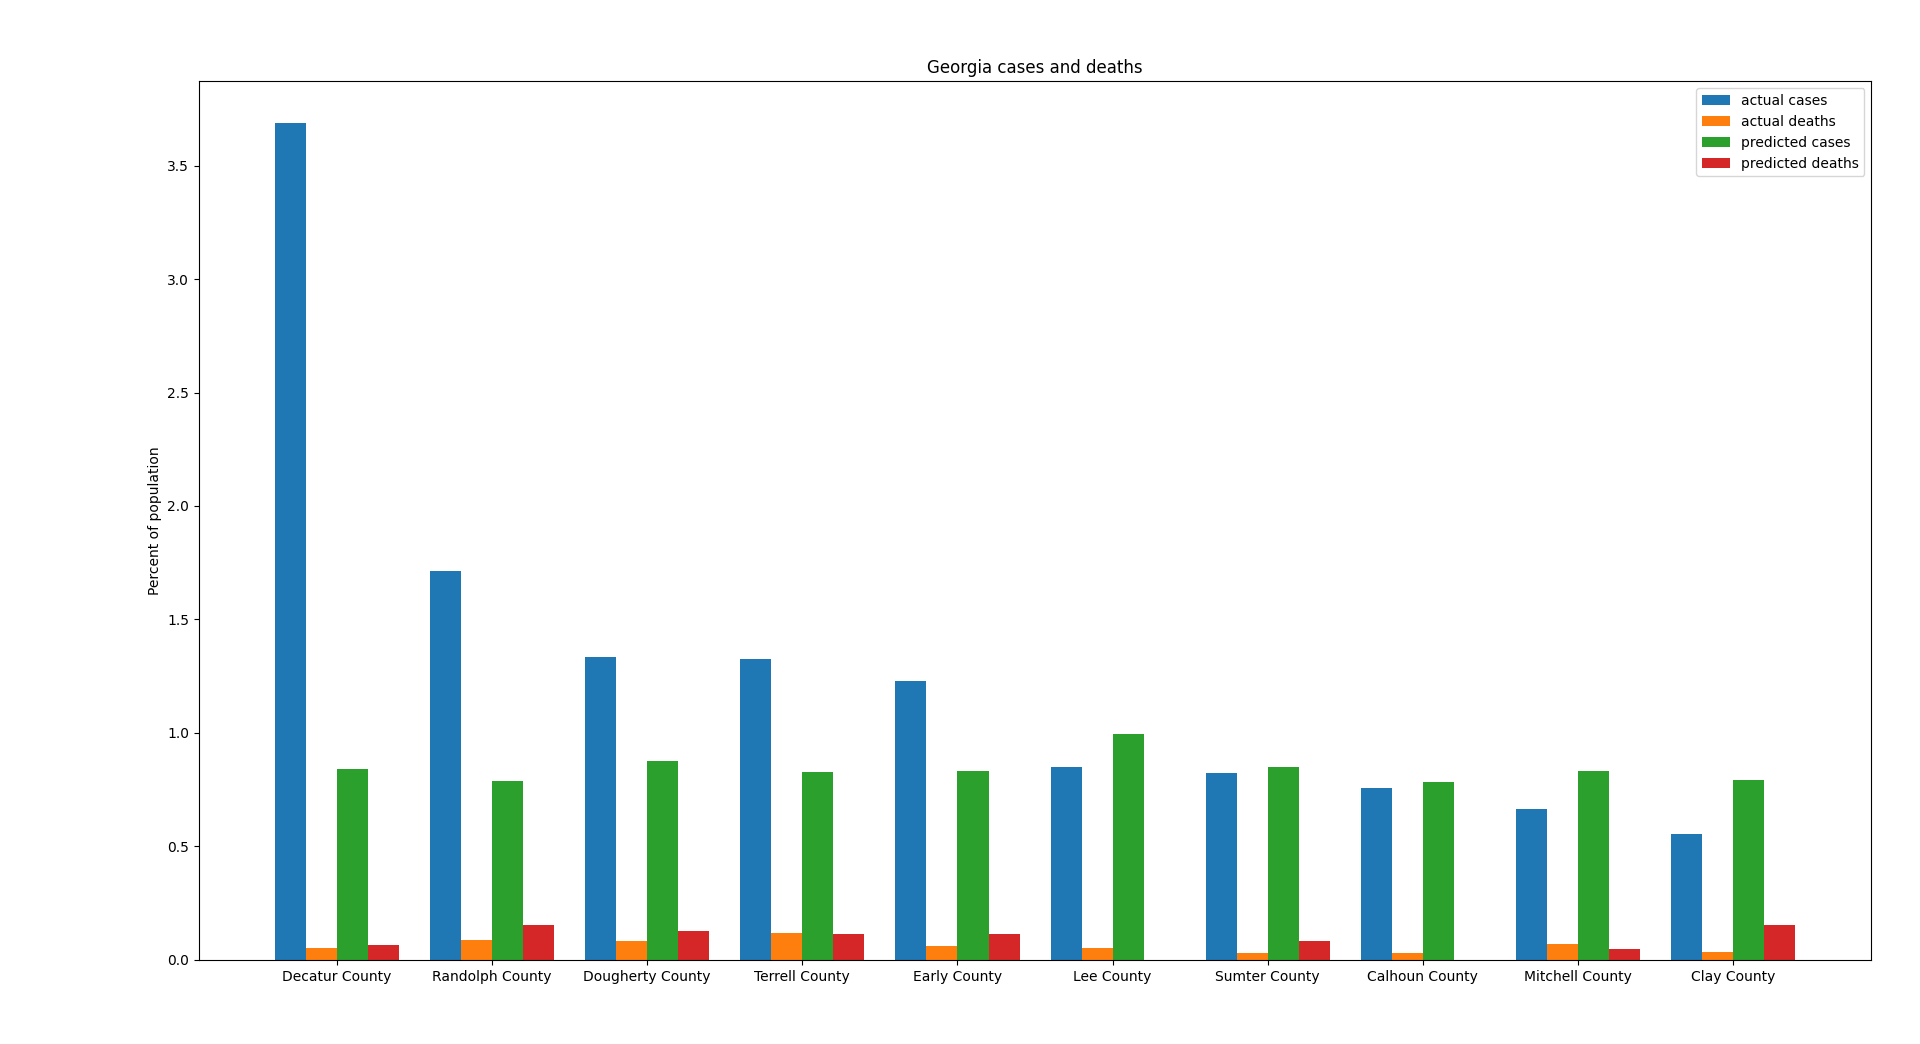 Georgia cases and deaths
actual cases
actual deaths
predicted cases
predicted deaths
Percent of population
3.5
3.0
2.5
2.0
1.5
1.0
0.5
0.0
Decatur County
Randolph County
Dougherty County
Terrell County
Early County
Lee County
Sumter County
Calhoun County
Mitchell County
Clay County